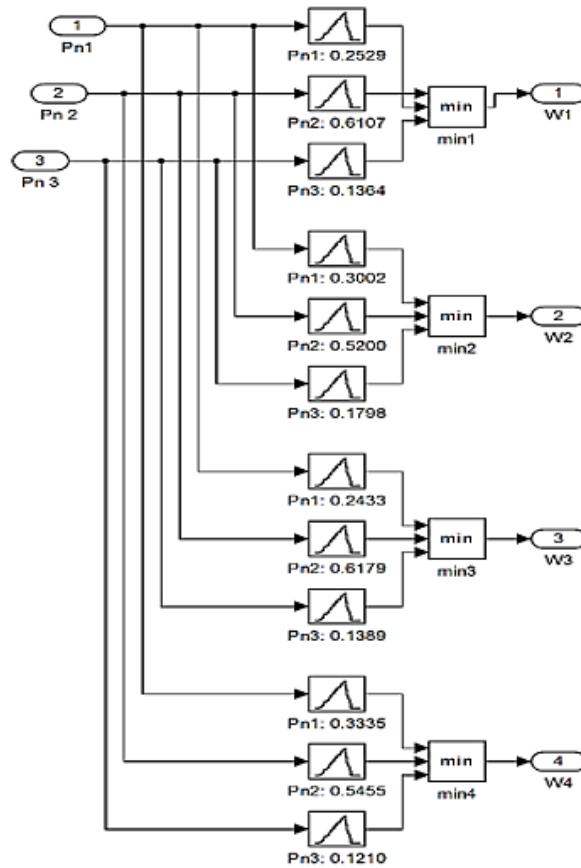 1
Pn1
Pn1: 0.2529
2
Pn 2
Pn2: 0.6107
min
min1
1
W1
3
Pn 3
Pn3: 0.1364
Pn1: 0.3002
Pn2: 0.5200
min
min2
2
W2
Pn3: 0.1798
Pn1: 0.2433
Pn2: 0.6179
min
min3
3
W3
Pn3: 0.1389
Pn1: 0.3335
Pn2: 0.5455
min
min4
4
W4
Pn3: 0.1210